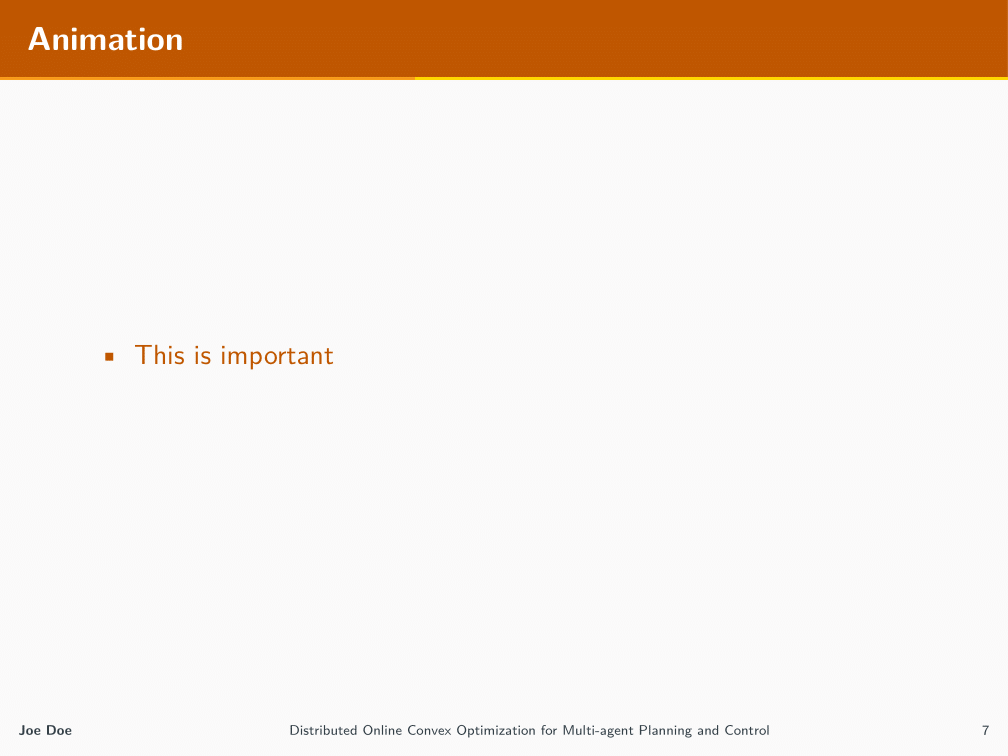 Animation
This is important
Joe Doe
Distributed Online Convex Optimization for Multi-agent Planning and Control
7